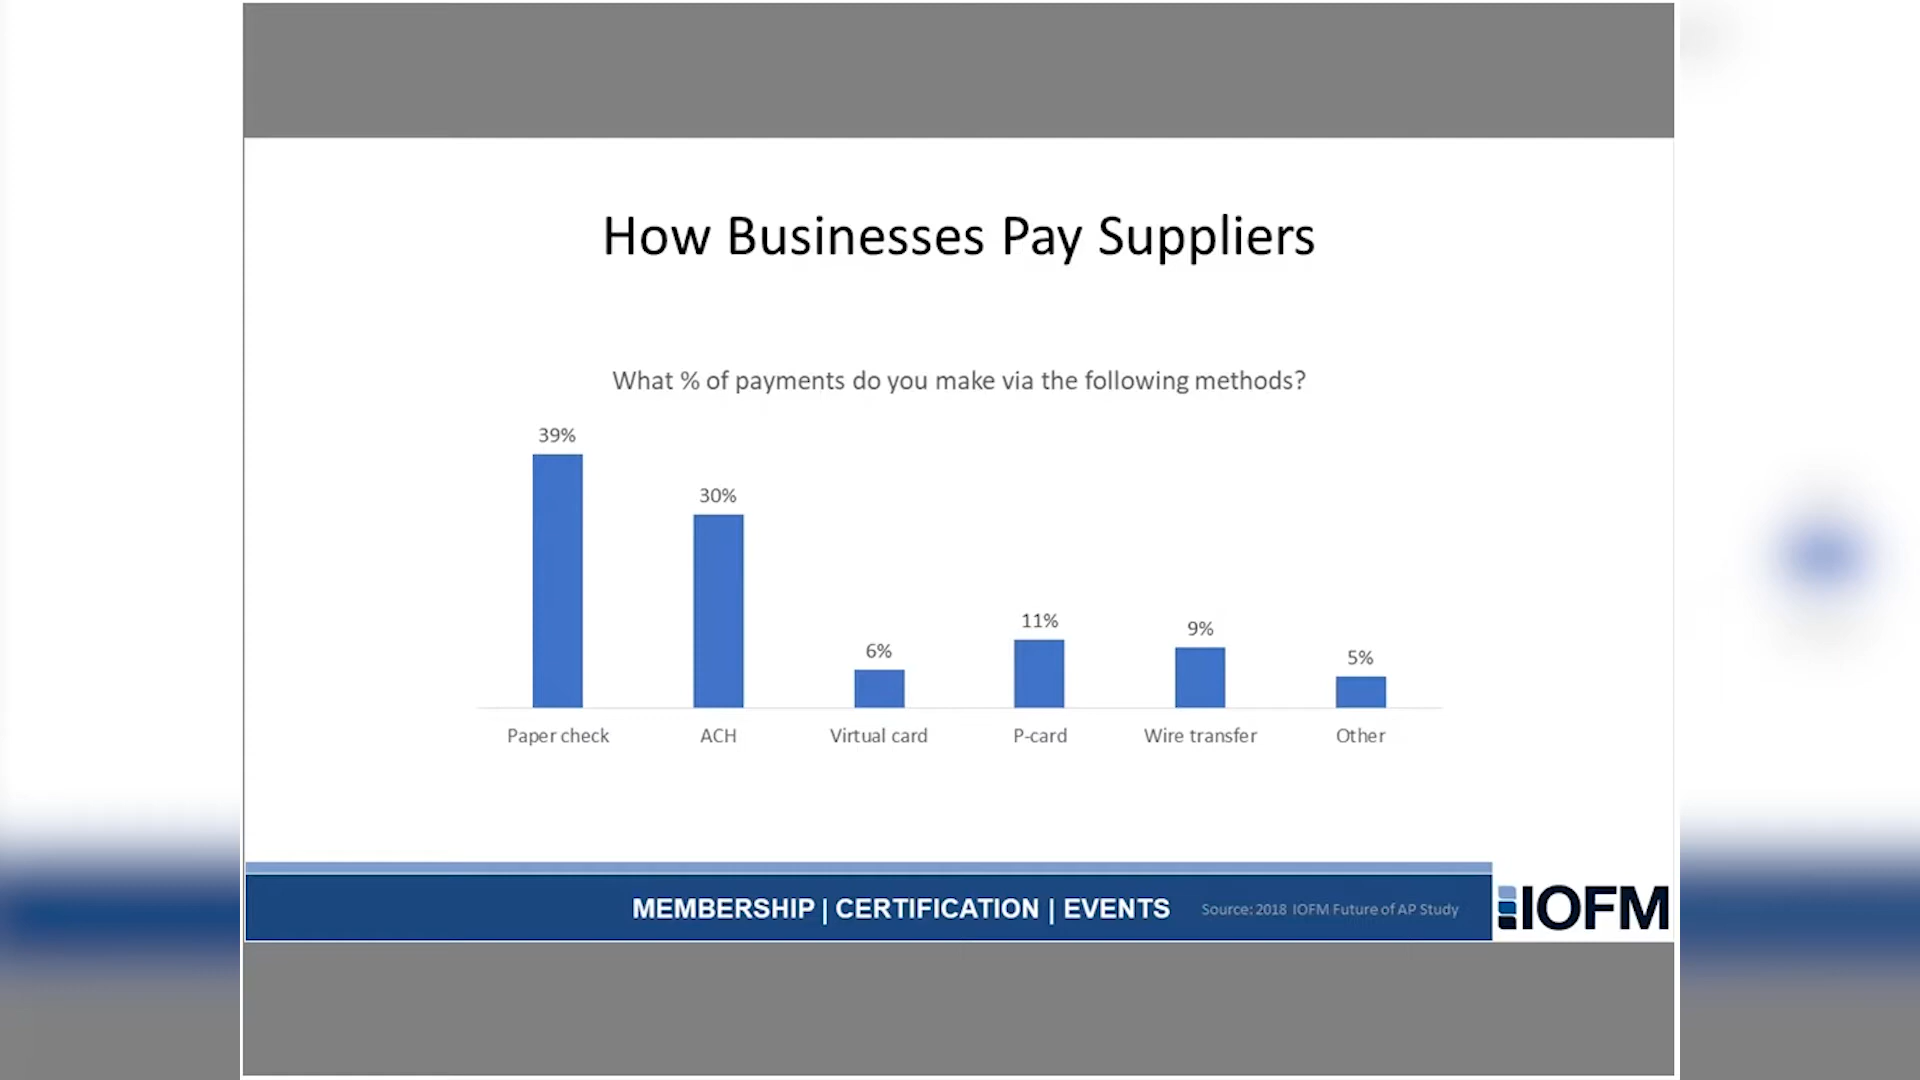 How Businesses Pay Suppliers
What % of payments do you make via the following methods?
39%
30%
6%
11%
9%
5%
Paper check
ACH
Virtual card
P-card
Wire transfer
Other
MEMBERSHIP | CERTIFICATION | EVENTS
Source: 2018 IOFM Future of AP Study
IOFM